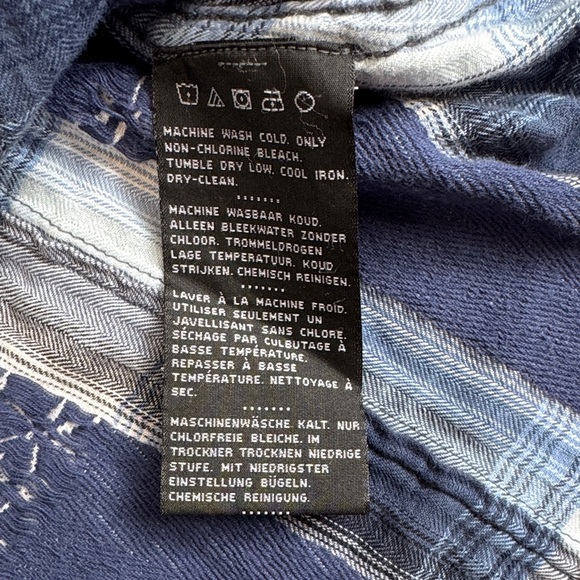 MACHINE WASH COLD. ONLY
NON-CHLORINE BLEACH.
TUMBLE DRY LOW. COOL IRON.
DRY-CLEAN.
MACHINE WASBAAR KOUD.
ALLEEN BLEEKWATER ZONDER
CHLOOR. TROMMELDROGEN
LAGE TEMPERATUUR. KOUD
STRIJKEN. CHEMISCH REINIGEN.
LAVER À LA MACHINE FROID.
UTILISER SEULEMENT UN
JAVELLISANT SANS CHLORE.
SÉCHAGE PAR CULBUTAGE À
BASSE TEMPÉRATURE.
REPASSER À BASSE
TEMPÉRATURE. NETTOYAGE À
SEC.
MASCHINENWÄSCHE KALT. NUR
CHLORFREIE BLEICHE. IM
TROCKNER TROCKNEN NIEDRIGE
STUFE. MIT NIEDRIGSTER
EINSTELLUNG BÜGELN.
CHEMISCHE REINIGUNG.